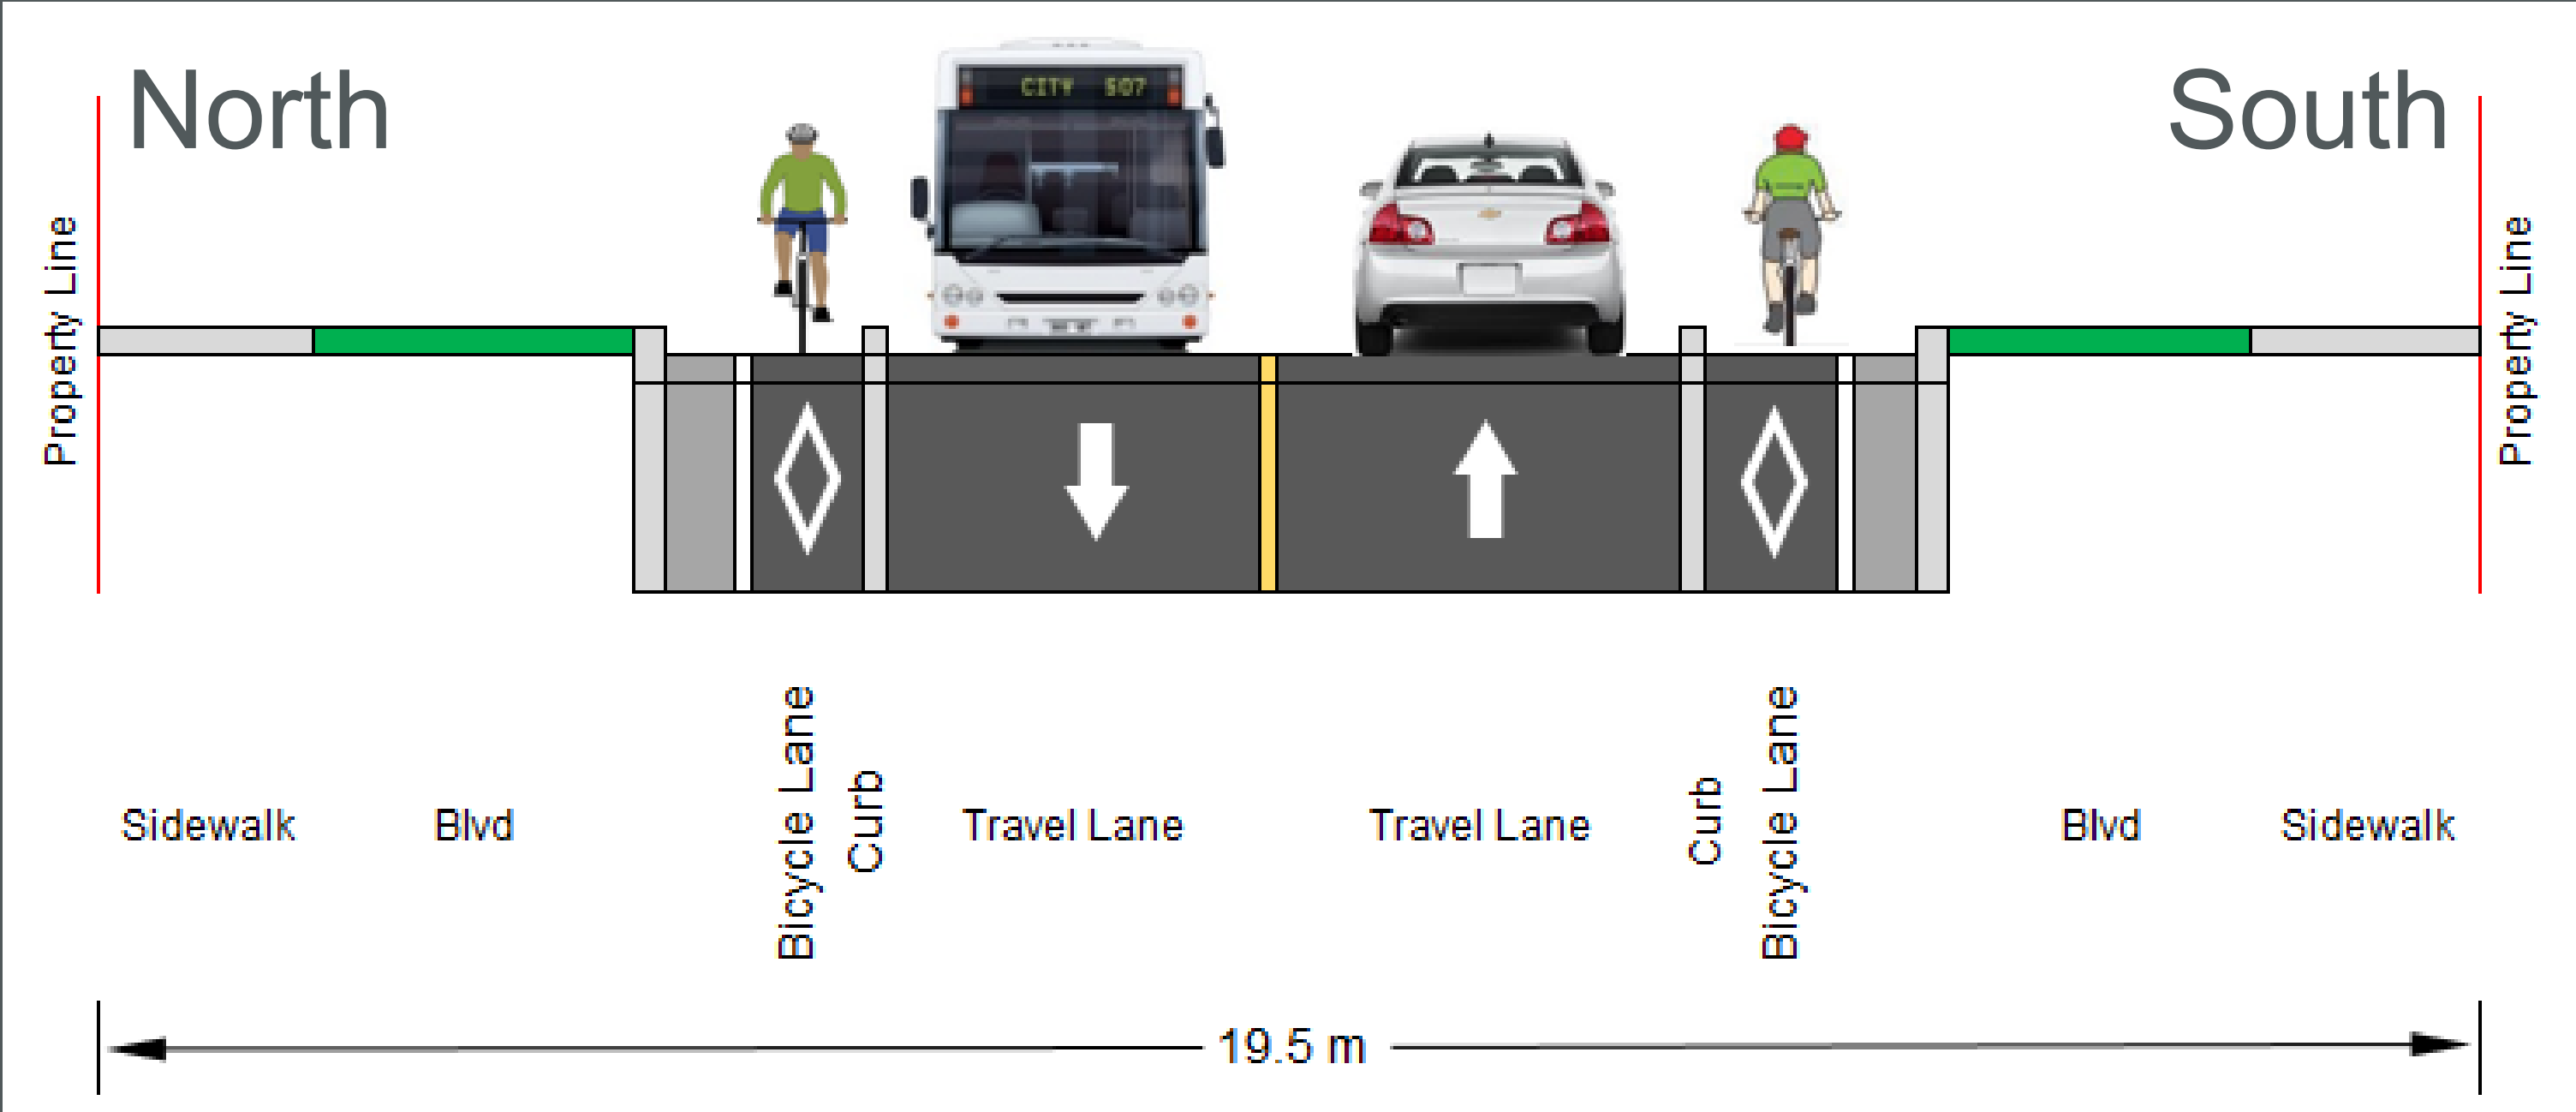 North
South
CITY 507
Property Line
Property Line
Sidewalk
Blvd
Bicycle Lane
Curb
Travel Lane
Travel Lane
Curb
Bicycle Lane
Blvd
Sidewalk
19.5 m